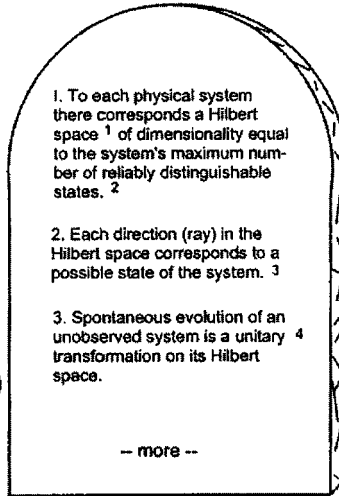 1. To each physical system
there corresponds a Hilbert
space 1 of dimensionality equal
to the system's maximum num-
ber of reliably distinguishable
states. 2
2. Each direction (ray) in the
Hilbert space corresponds to a
possible state of the system. 3
3. Spontaneous evolution of an
unobserved system is a unitary 4
transformation on its Hilbert
space.
-- more --